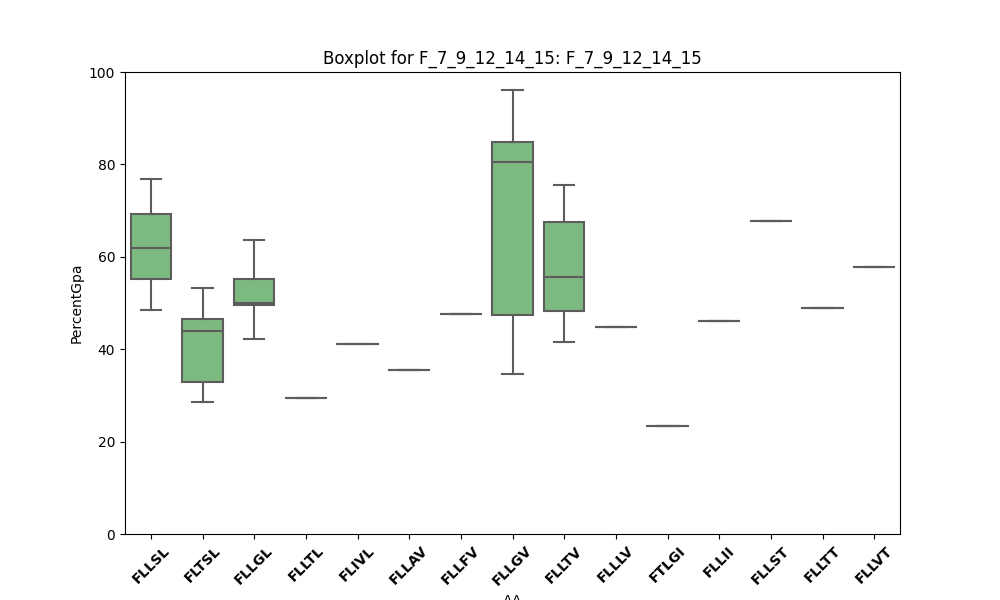 Boxplot for F_7_9_12_14_15: F_7_9_12_14_15
100
80
60
40
20
0
PercentGpa
FLLSL FLTSL FLLGL FLLTL FLIVL FLLAV FLLFV FLLGV FLLTV FLLLV FTLGI FLLII FLLST FLLTT FLLVT
AA